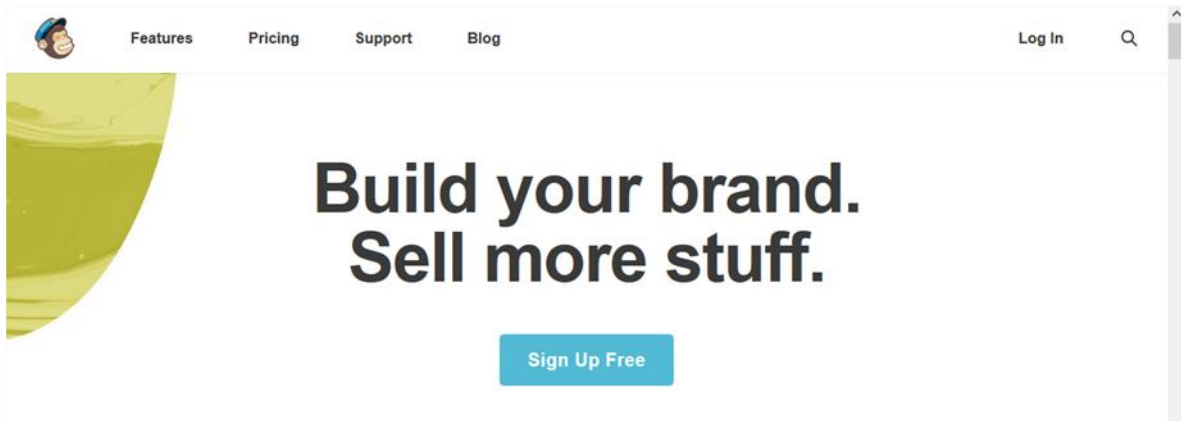 Features Pricing Support Blog Log In
Build your brand.
Sell more stuff.
Sign Up Free